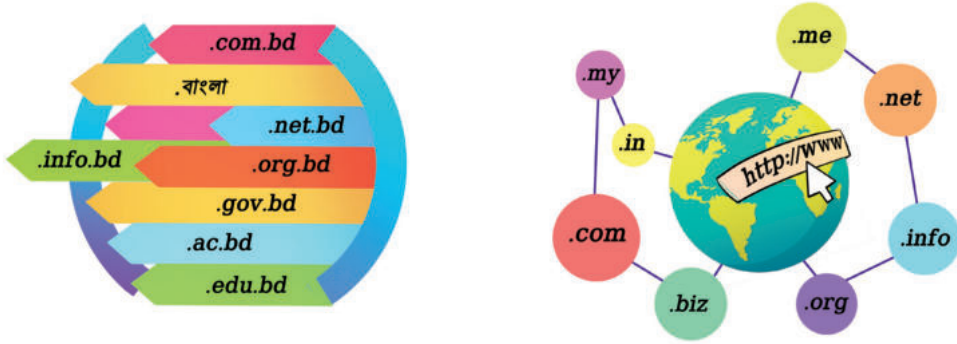 .com.bd
.বাংলা
.net.bd
.info.bd
.org.bd
.gov.bd
.ac.bd
.edu.bd
.me
.my
.net
.in
http://www
.com
.info
.biz
.org